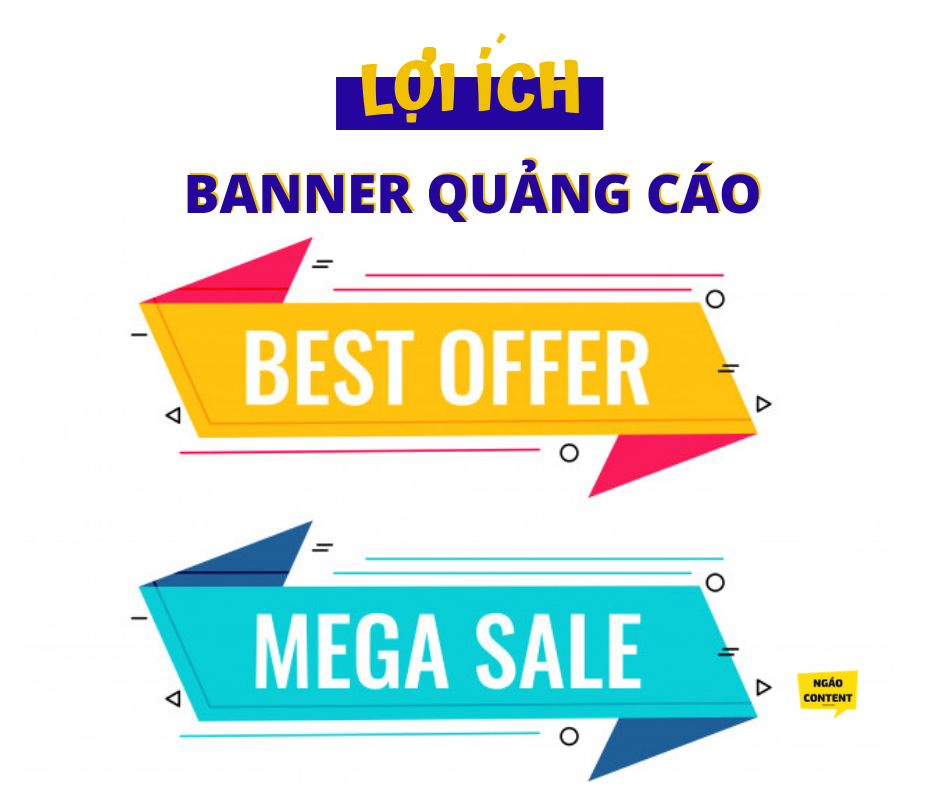 LỢI ÍCH
BANNER QUẢNG CÁO
BEST OFFER
MEGA SALE
NGÁO
CONTENT